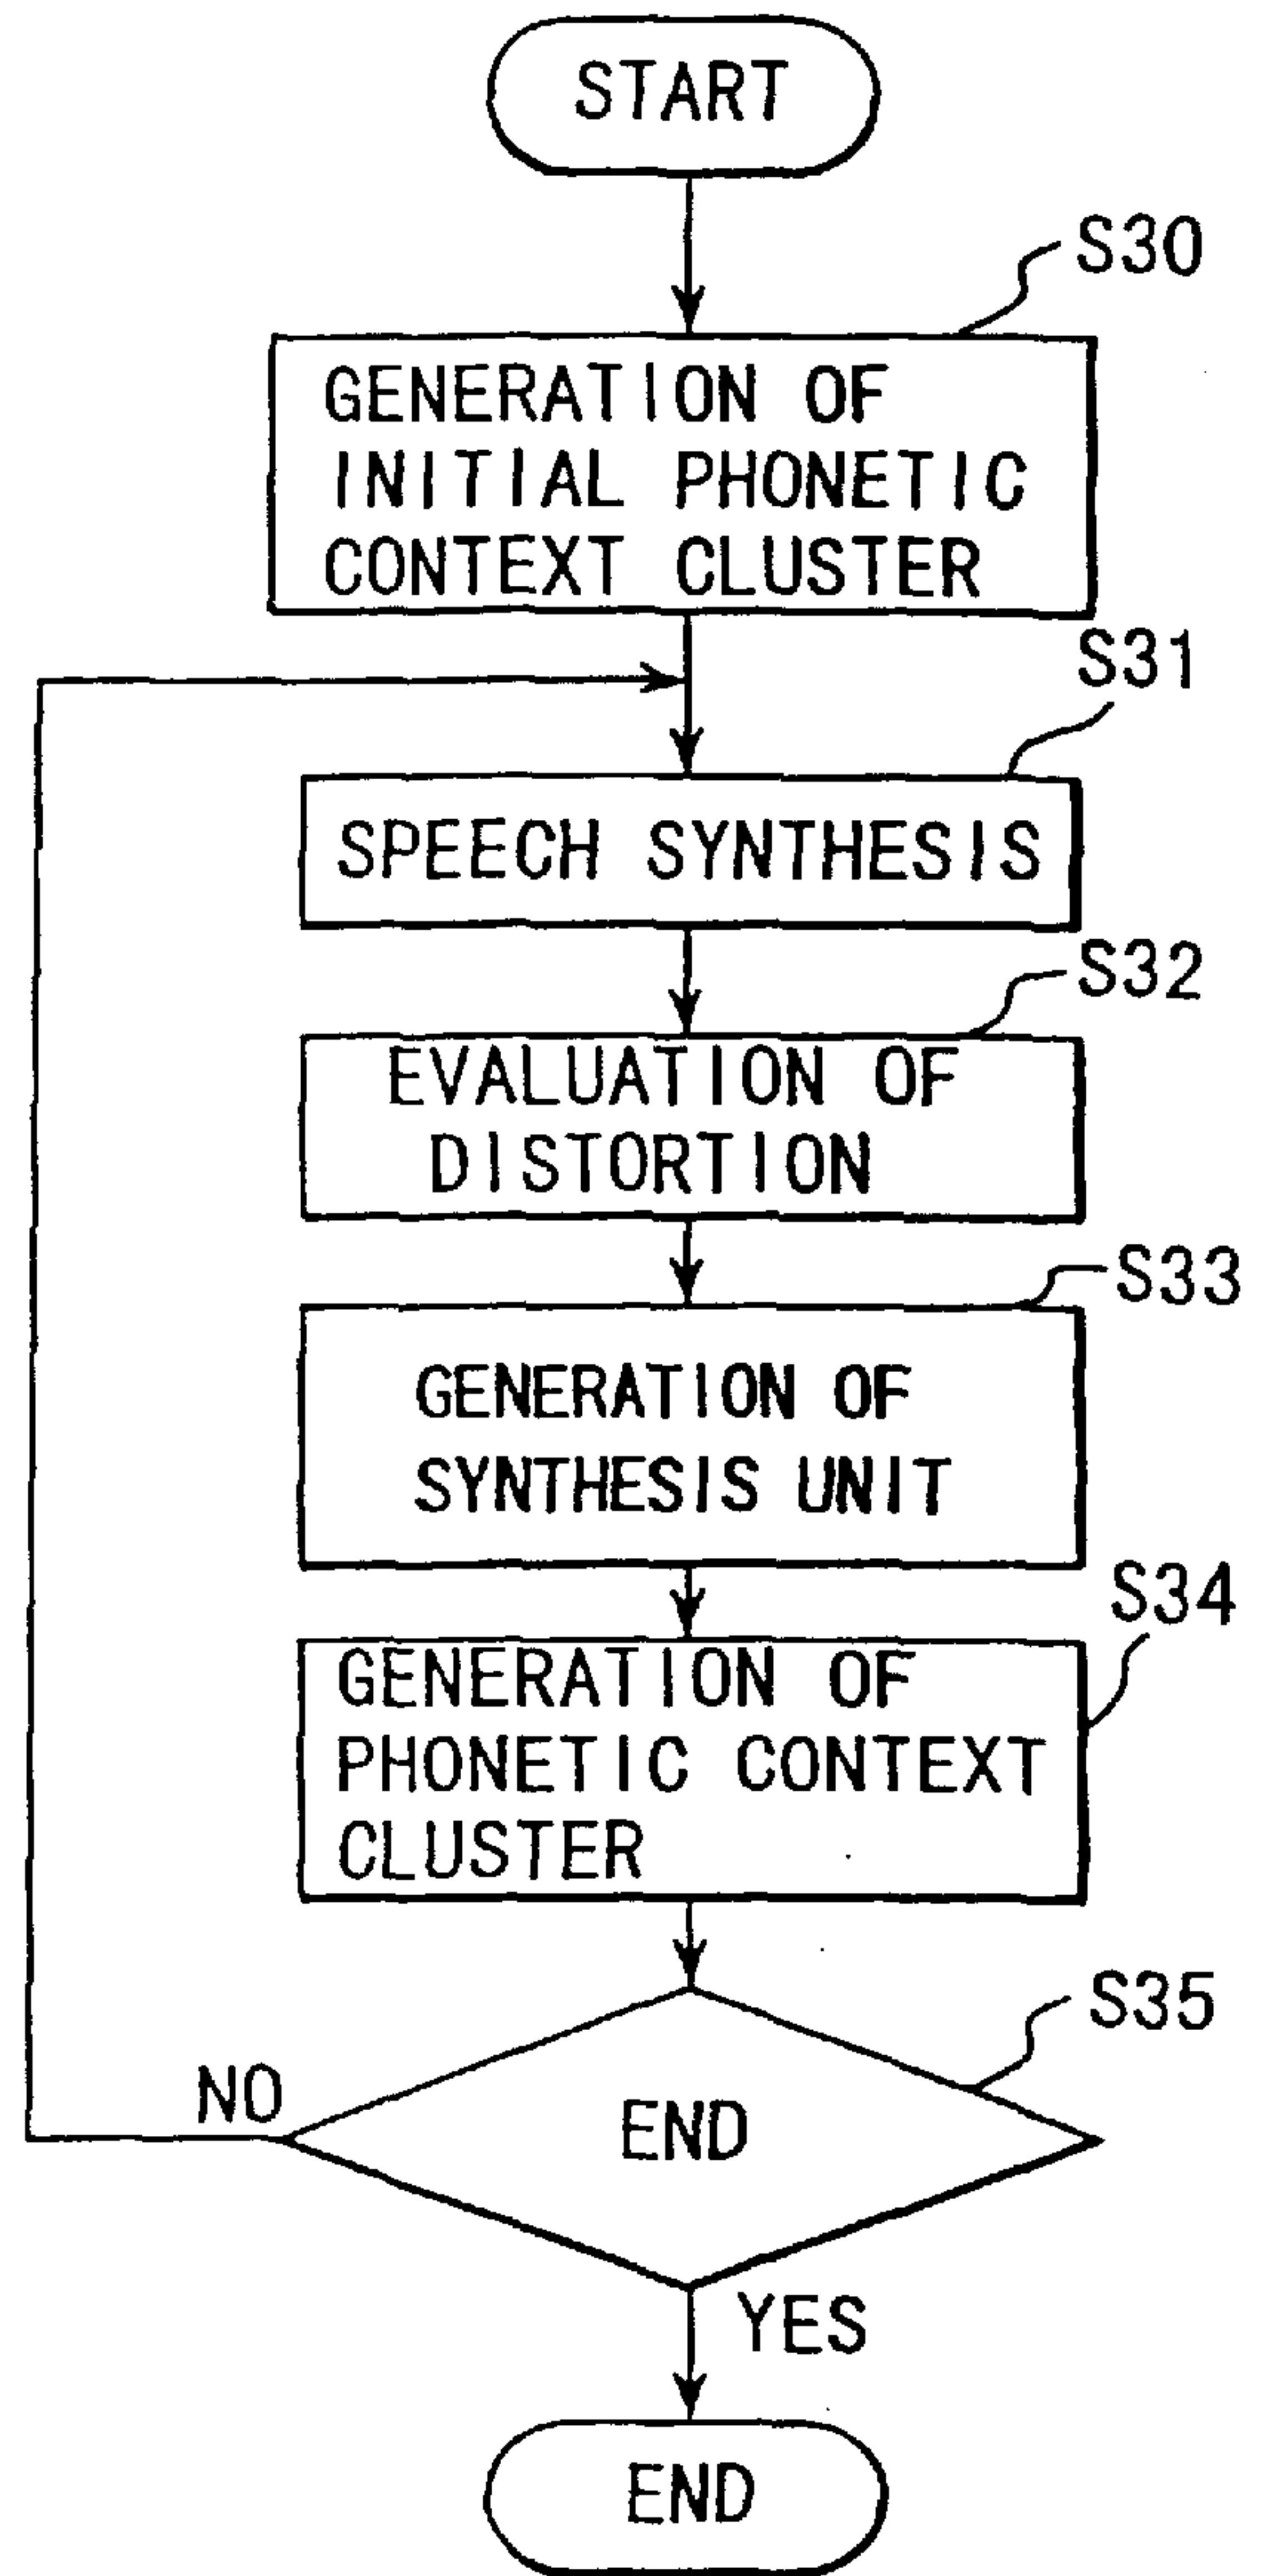 START
S30
GENERATION OF
INITIAL PHONETIC
CONTEXT CLUSTER
S31
SPEECH SYNTHESIS
S32
EVALUATION OF
DISTORTION
S33
GENERATION OF
SYNTHESIS UNIT
S34
GENERATION OF
PHONETIC CONTEXT
CLUSTER
S35
NO
END
YES
END